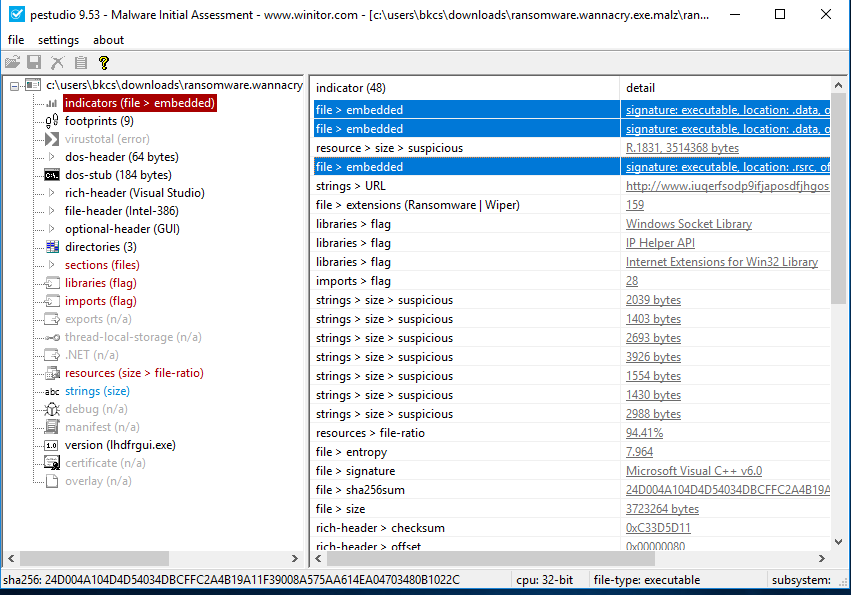 pestudio 9.53 - Malware Initial Assessment - www.winitor.com - [c:\users\bkcs\downloads\ransomware.wannacry.exe.malz\ran...
file settings about
c:\users\bkcs\downloads\ransomware.wannacry
indicators (file > embedded)
footprints (9)
virustotal (error)
dos-header (64 bytes)
dos-stub (184 bytes)
rich-header (Visual Studio)
file-header (Intel-386)
optional-header (GUI)
directories (3)
sections (files)
libraries (flag)
imports (flag)
exports (n/a)
thread-local-storage (n/a)
.NET (n/a)
resources (size > file-ratio)
abc strings (size)
debug (n/a)
manifest (n/a)
1.0 version (lhdfrgui.exe)
certificate (n/a)
overlay (n/a)
indicator (48) detail
file > embedded signature: executable, location: .data, o
file > embedded signature: executable, location: .data, o
resource > size > suspicious R.1831, 3514368 bytes
file > embedded signature: executable, location: .rsrc, of
strings > URL http://www.iuqerfsodp9ifjaposdfjhgos
file > extensions (Ransomware | Wiper) 159
libraries > flag Windows Socket Library
libraries > flag IP Helper API
libraries > flag Internet Extensions for Win32 Library
imports > flag 28
strings > size > suspicious 2039 bytes
strings > size > suspicious 1403 bytes
strings > size > suspicious 2693 bytes
strings > size > suspicious 3926 bytes
strings > size > suspicious 1554 bytes
strings > size > suspicious 1430 bytes
strings > size > suspicious 2988 bytes
resources > file-ratio 94.41%
file > entropy 7.964
file > signature Microsoft Visual C++ v6.0
file > sha256sum 24D004A104D4D54034DBCFFC2A4B19A
file > size 3723264 bytes
rich-header > checksum 0xC33D5D11
rich-header > offset 0x00000080
sha256: 24D004A104D4D54034DBCFFC2A4B19A11F39008A575AA614EA04703480B1022C cpu: 32-bit file-type: executable subsystem: